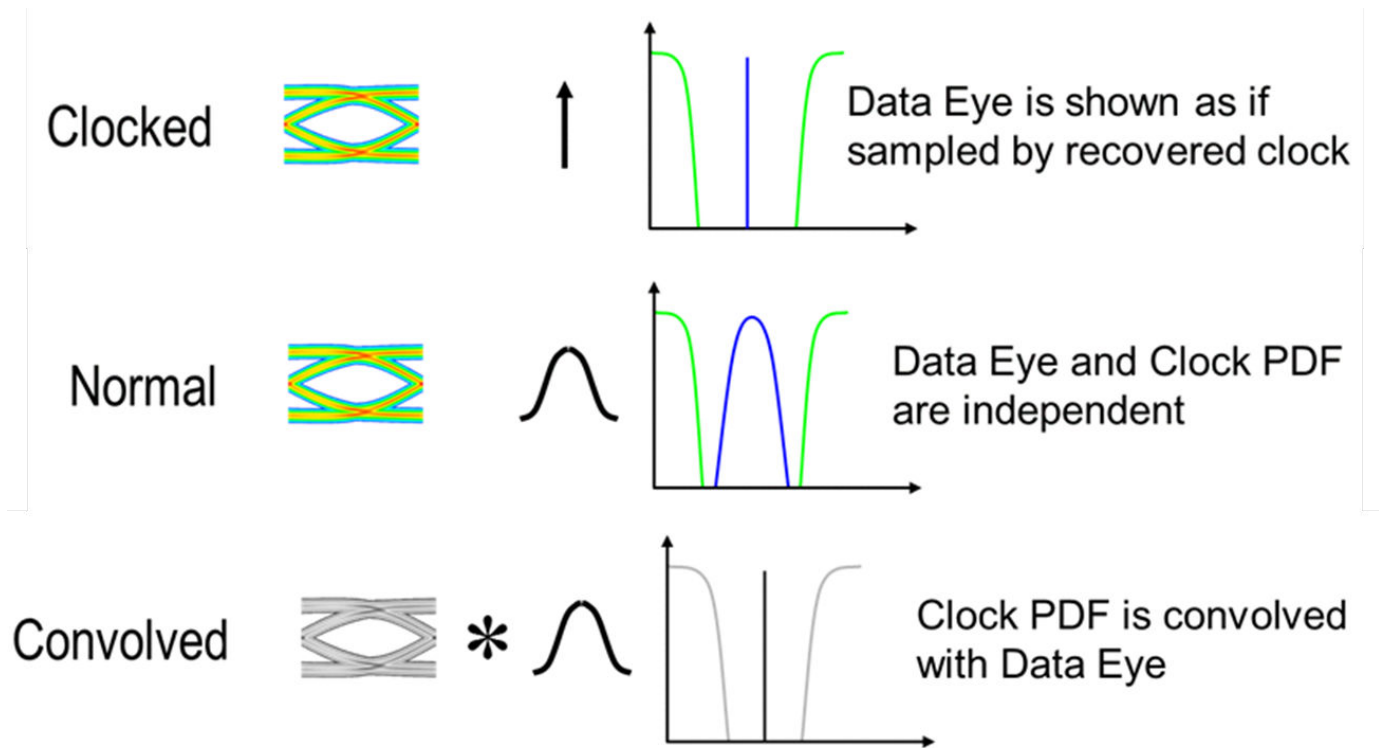 Clocked
Data Eye is shown as if
sampled by recovered clock
Normal
Data Eye and Clock PDF
are independent
Convolved
*
Clock PDF is convolved
with Data Eye